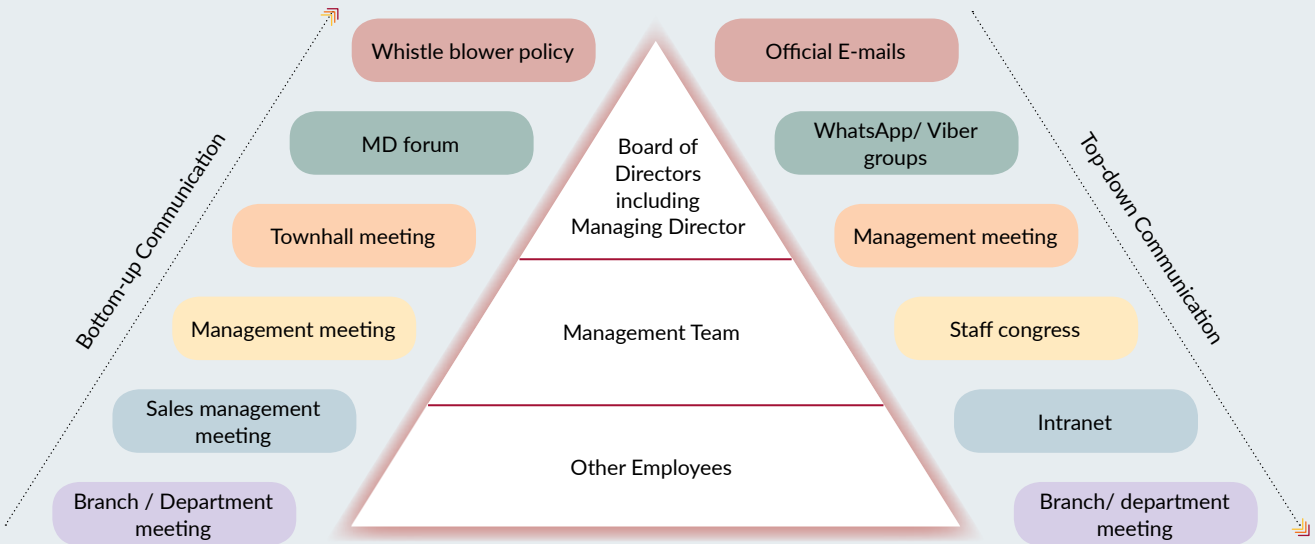 Bottom-up Communication
Whistle blower policy
MD forum
Townhall meeting
Management meeting
Sales management
meeting
Branch / Department
meeting
Board of
Directors
including
Managing Director
Management Team
Other Employees
Official E-mails
WhatsApp/ Viber
groups
Management meeting
Staff congress
Intranet
Branch/ department
meeting
Top-down Communication